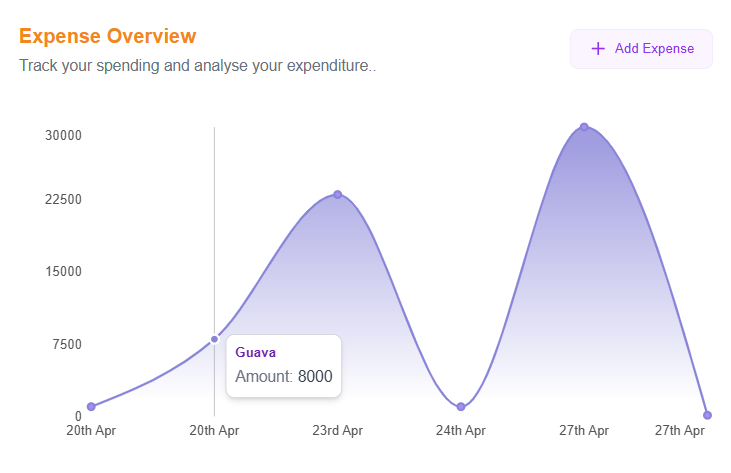 Expense Overview
Track your spending and analyse your expenditure..
+ Add Expense
30000
22500
15000
7500
0
Guava
Amount: 8000
20th Apr 20th Apr 23rd Apr 24th Apr 27th Apr 27th Apr